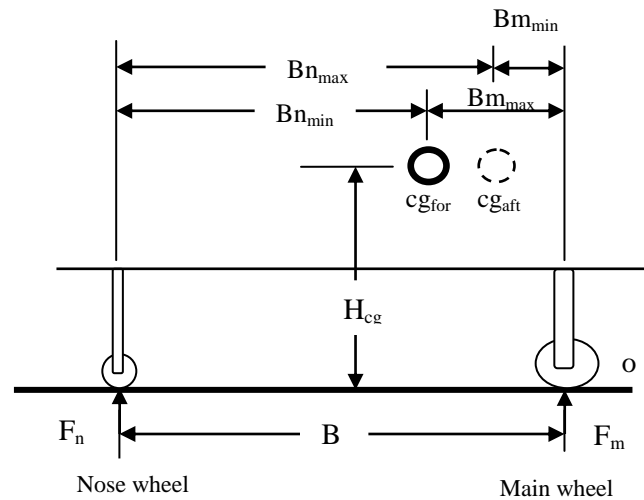 Bm_min
Bn_max
Bn_min
Bm_max
cg_for
cg_aft
H_cg
o
F_n
B
F_m
Nose wheel
Main wheel